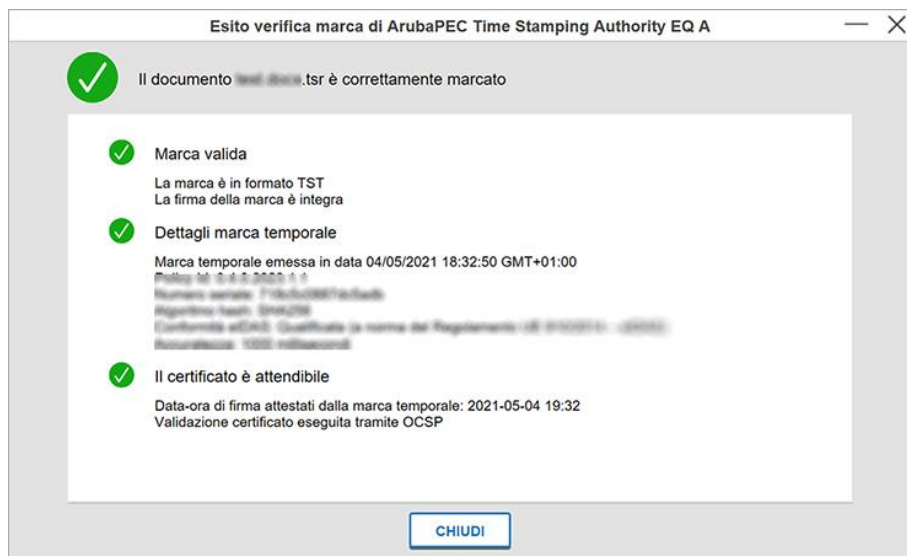 Esito verifica marca di ArubaPEC Time Stamping Authority EQ A
Il documento .tsr è correttamente marcato
Marca valida
La marca è in formato TST
La firma della marca è integra
Dettagli marca temporale
Marca temporale emessa in data 04/05/2021 18:32:50 GMT+01:00
Il certificato è attendibile
Data-ora di firma attestati dalla marca temporale: 2021-05-04 19:32
Validazione certificato eseguita tramite OCSP
CHIUDI